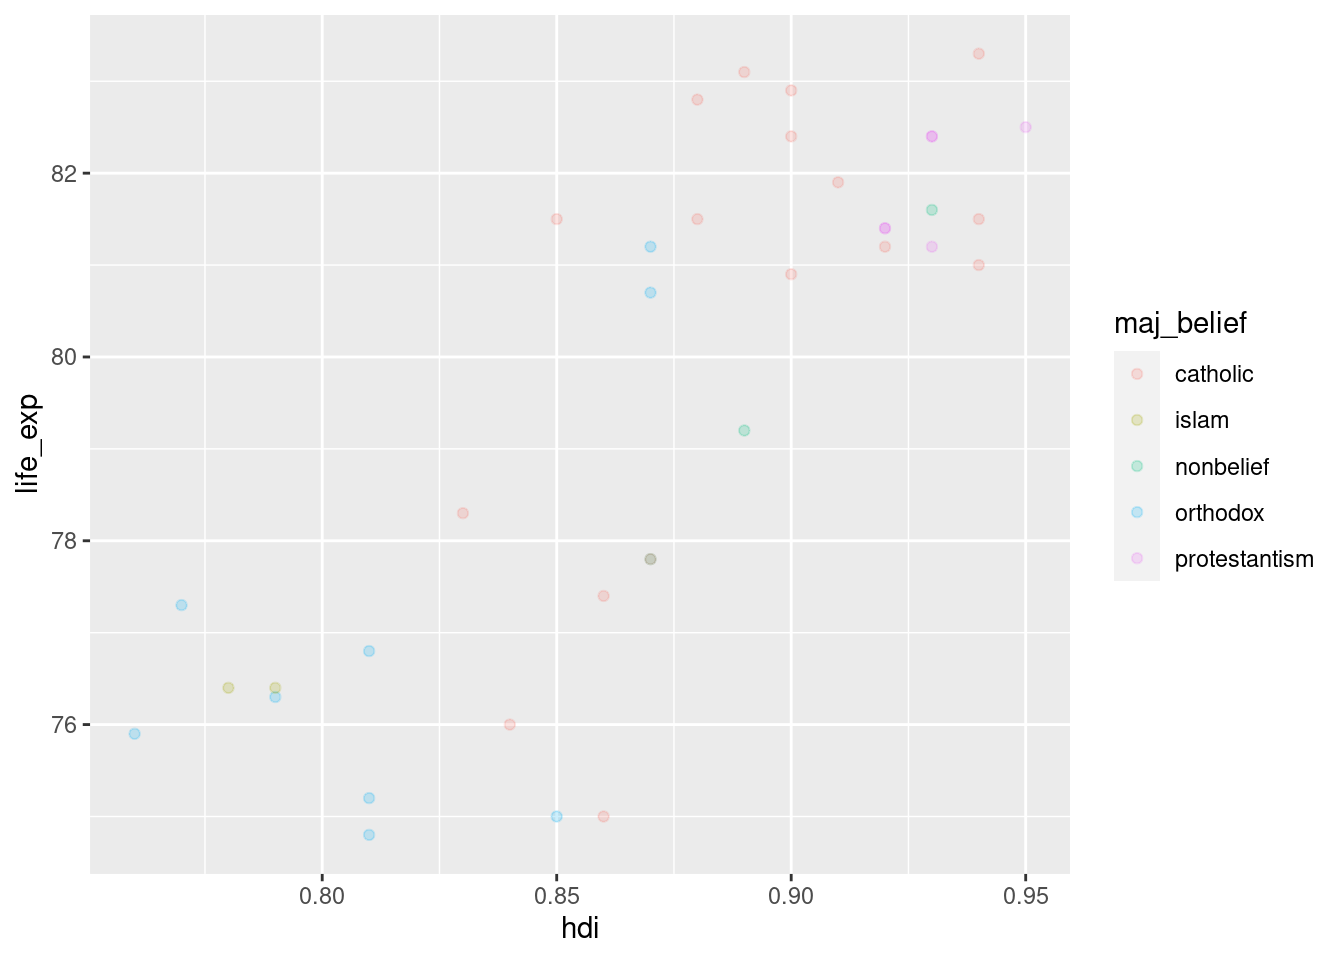 82
80
78
76
life_exp
0.80 0.85 0.90 0.95
hdi
maj_belief
catholic
islam
nonbelief
orthodox
protestantism